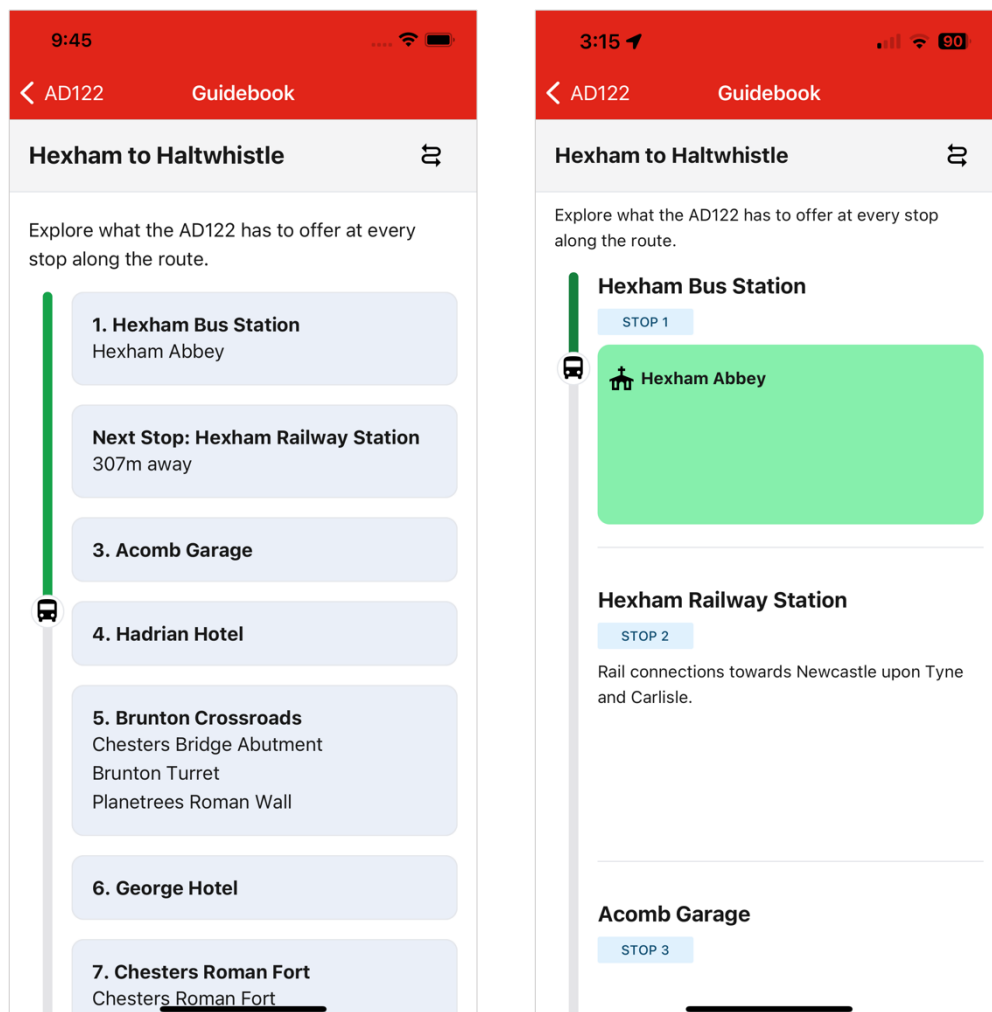 9:45
AD122
Guidebook
Hexham to Haltwhistle
Explore what the AD122 has to offer at every
stop along the route.
1. Hexham Bus Station
Hexham Abbey
Next Stop: Hexham Railway Station
307m away
3. Acomb Garage
4. Hadrian Hotel
5. Brunton Crossroads
Chesters Bridge Abutment
Brunton Turret
Planetrees Roman Wall
6. George Hotel
7. Chesters Roman Fort
Chesters Roman Fort
3:15
90
AD122
Guidebook
Hexham to Haltwhistle
Explore what the AD122 has to offer at every stop
along the route.
Hexham Bus Station
STOP 1
Hexham Abbey
Hexham Railway Station
STOP 2
Rail connections towards Newcastle upon Tyne
and Carlisle.
Acomb Garage
STOP 3